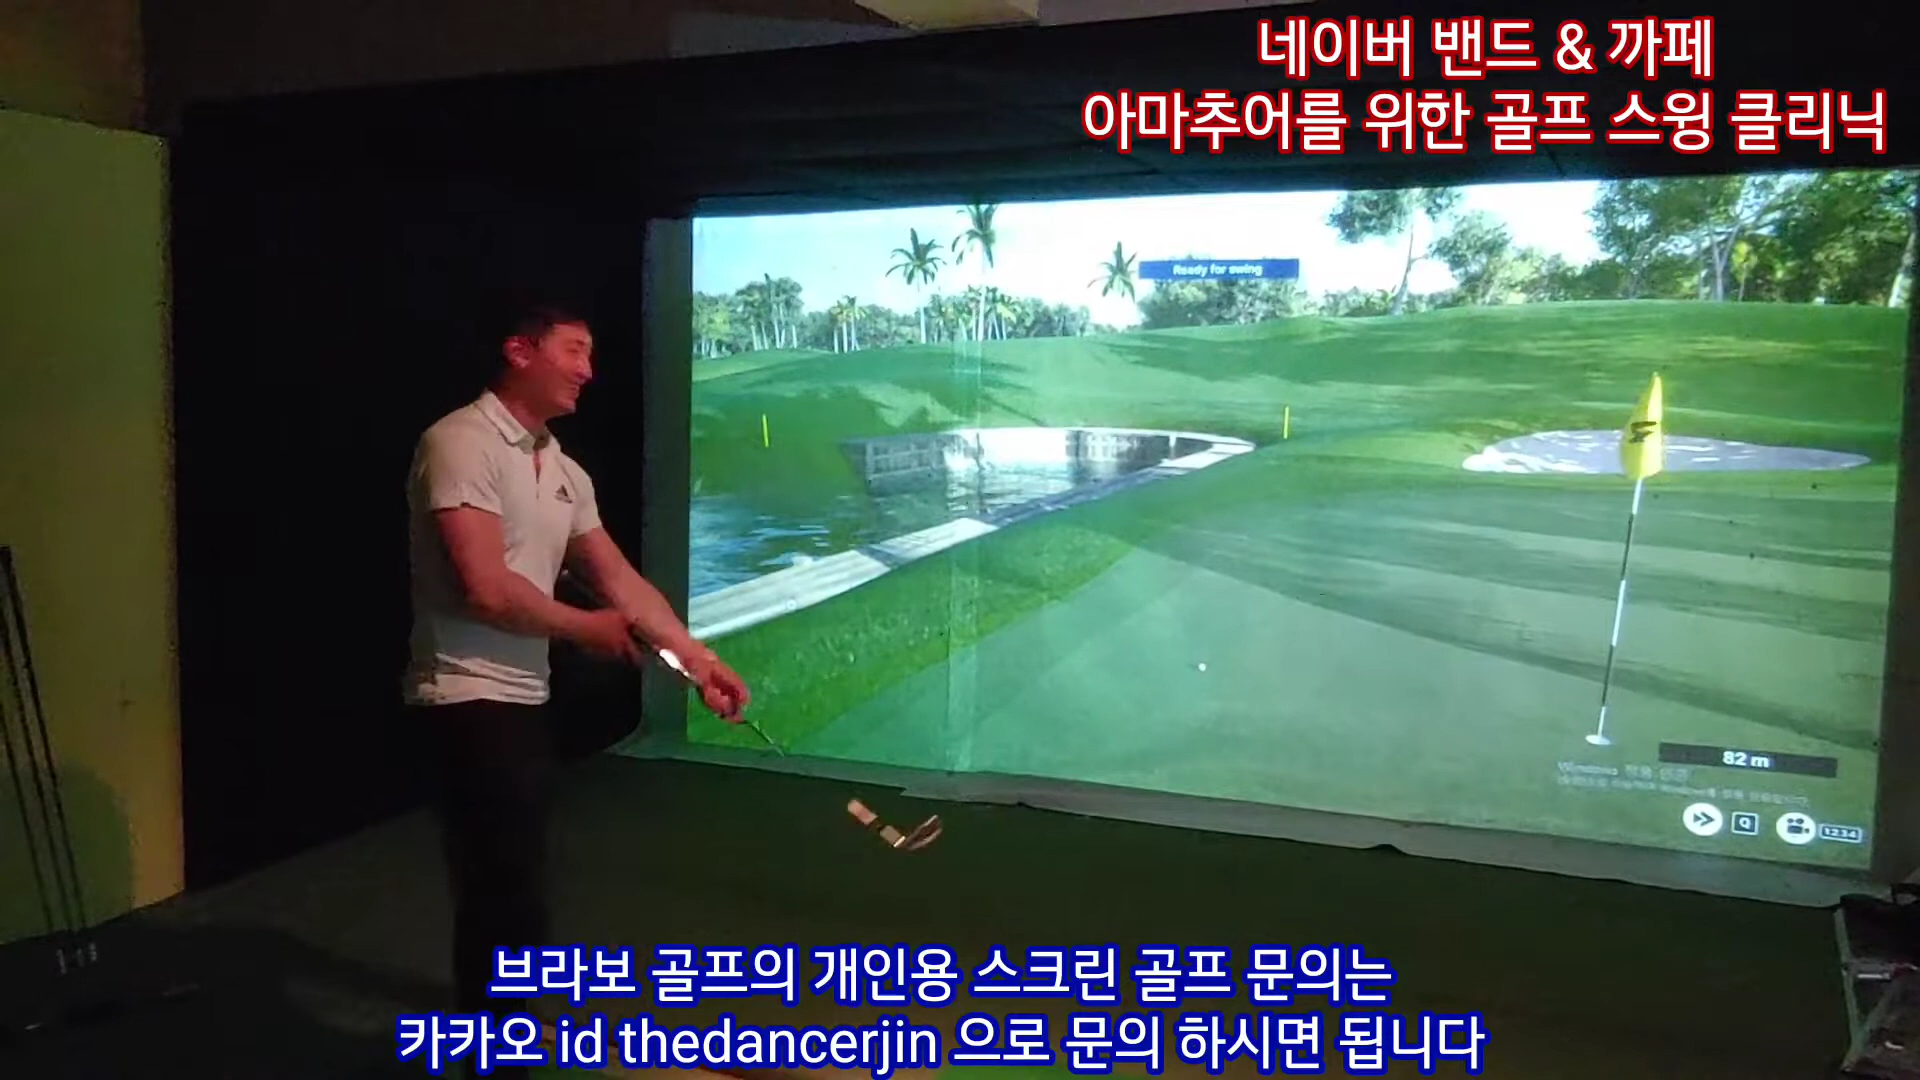 네이버 밴드 & 까페
아마추어를 위한 골프 스윙 클리닉
Ready for swing
82 m
Q
1234
브라보 골프의 개인용 스크린 골프 문의는
카카오 id thedancerjin 으로 문의 하시면 됩니다